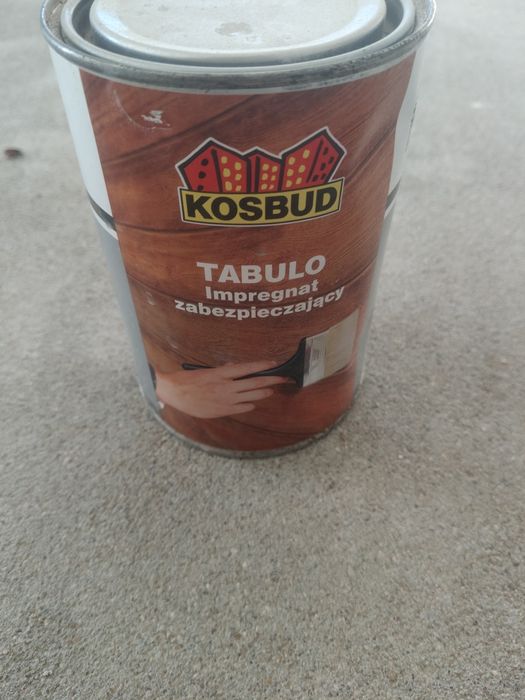 KOSBUD
TABULO
Impregnat
zabezpieczający